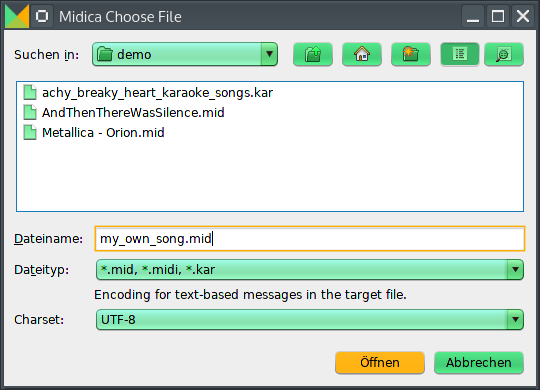 Midica Choose File
Suchen in: demo
achy_breaky_heart_karaoke_songs.kar
AndThenThereWasSilence.mid
Metallica - Orion.mid
Dateiname: my_own_song.mid
Dateityp: *.mid, *.midi, *.kar
Encoding for text-based messages in the target file.
Charset: UTF-8
Öffnen Abbrechen